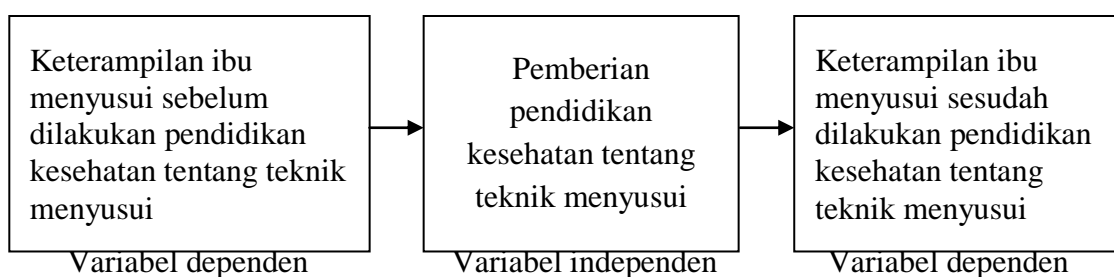 Keterampilan ibu
menyusui sebelum
dilakukan pendidikan
kesehatan tentang teknik
menyusui
Pemberian
pendidikan
kesehatan tentang
teknik menyusui
Keterampilan ibu
menyusui sesudah
dilakukan pendidikan
kesehatan tentang
teknik menyusui
Variabel dependen
Variabel independen
Variabel dependen